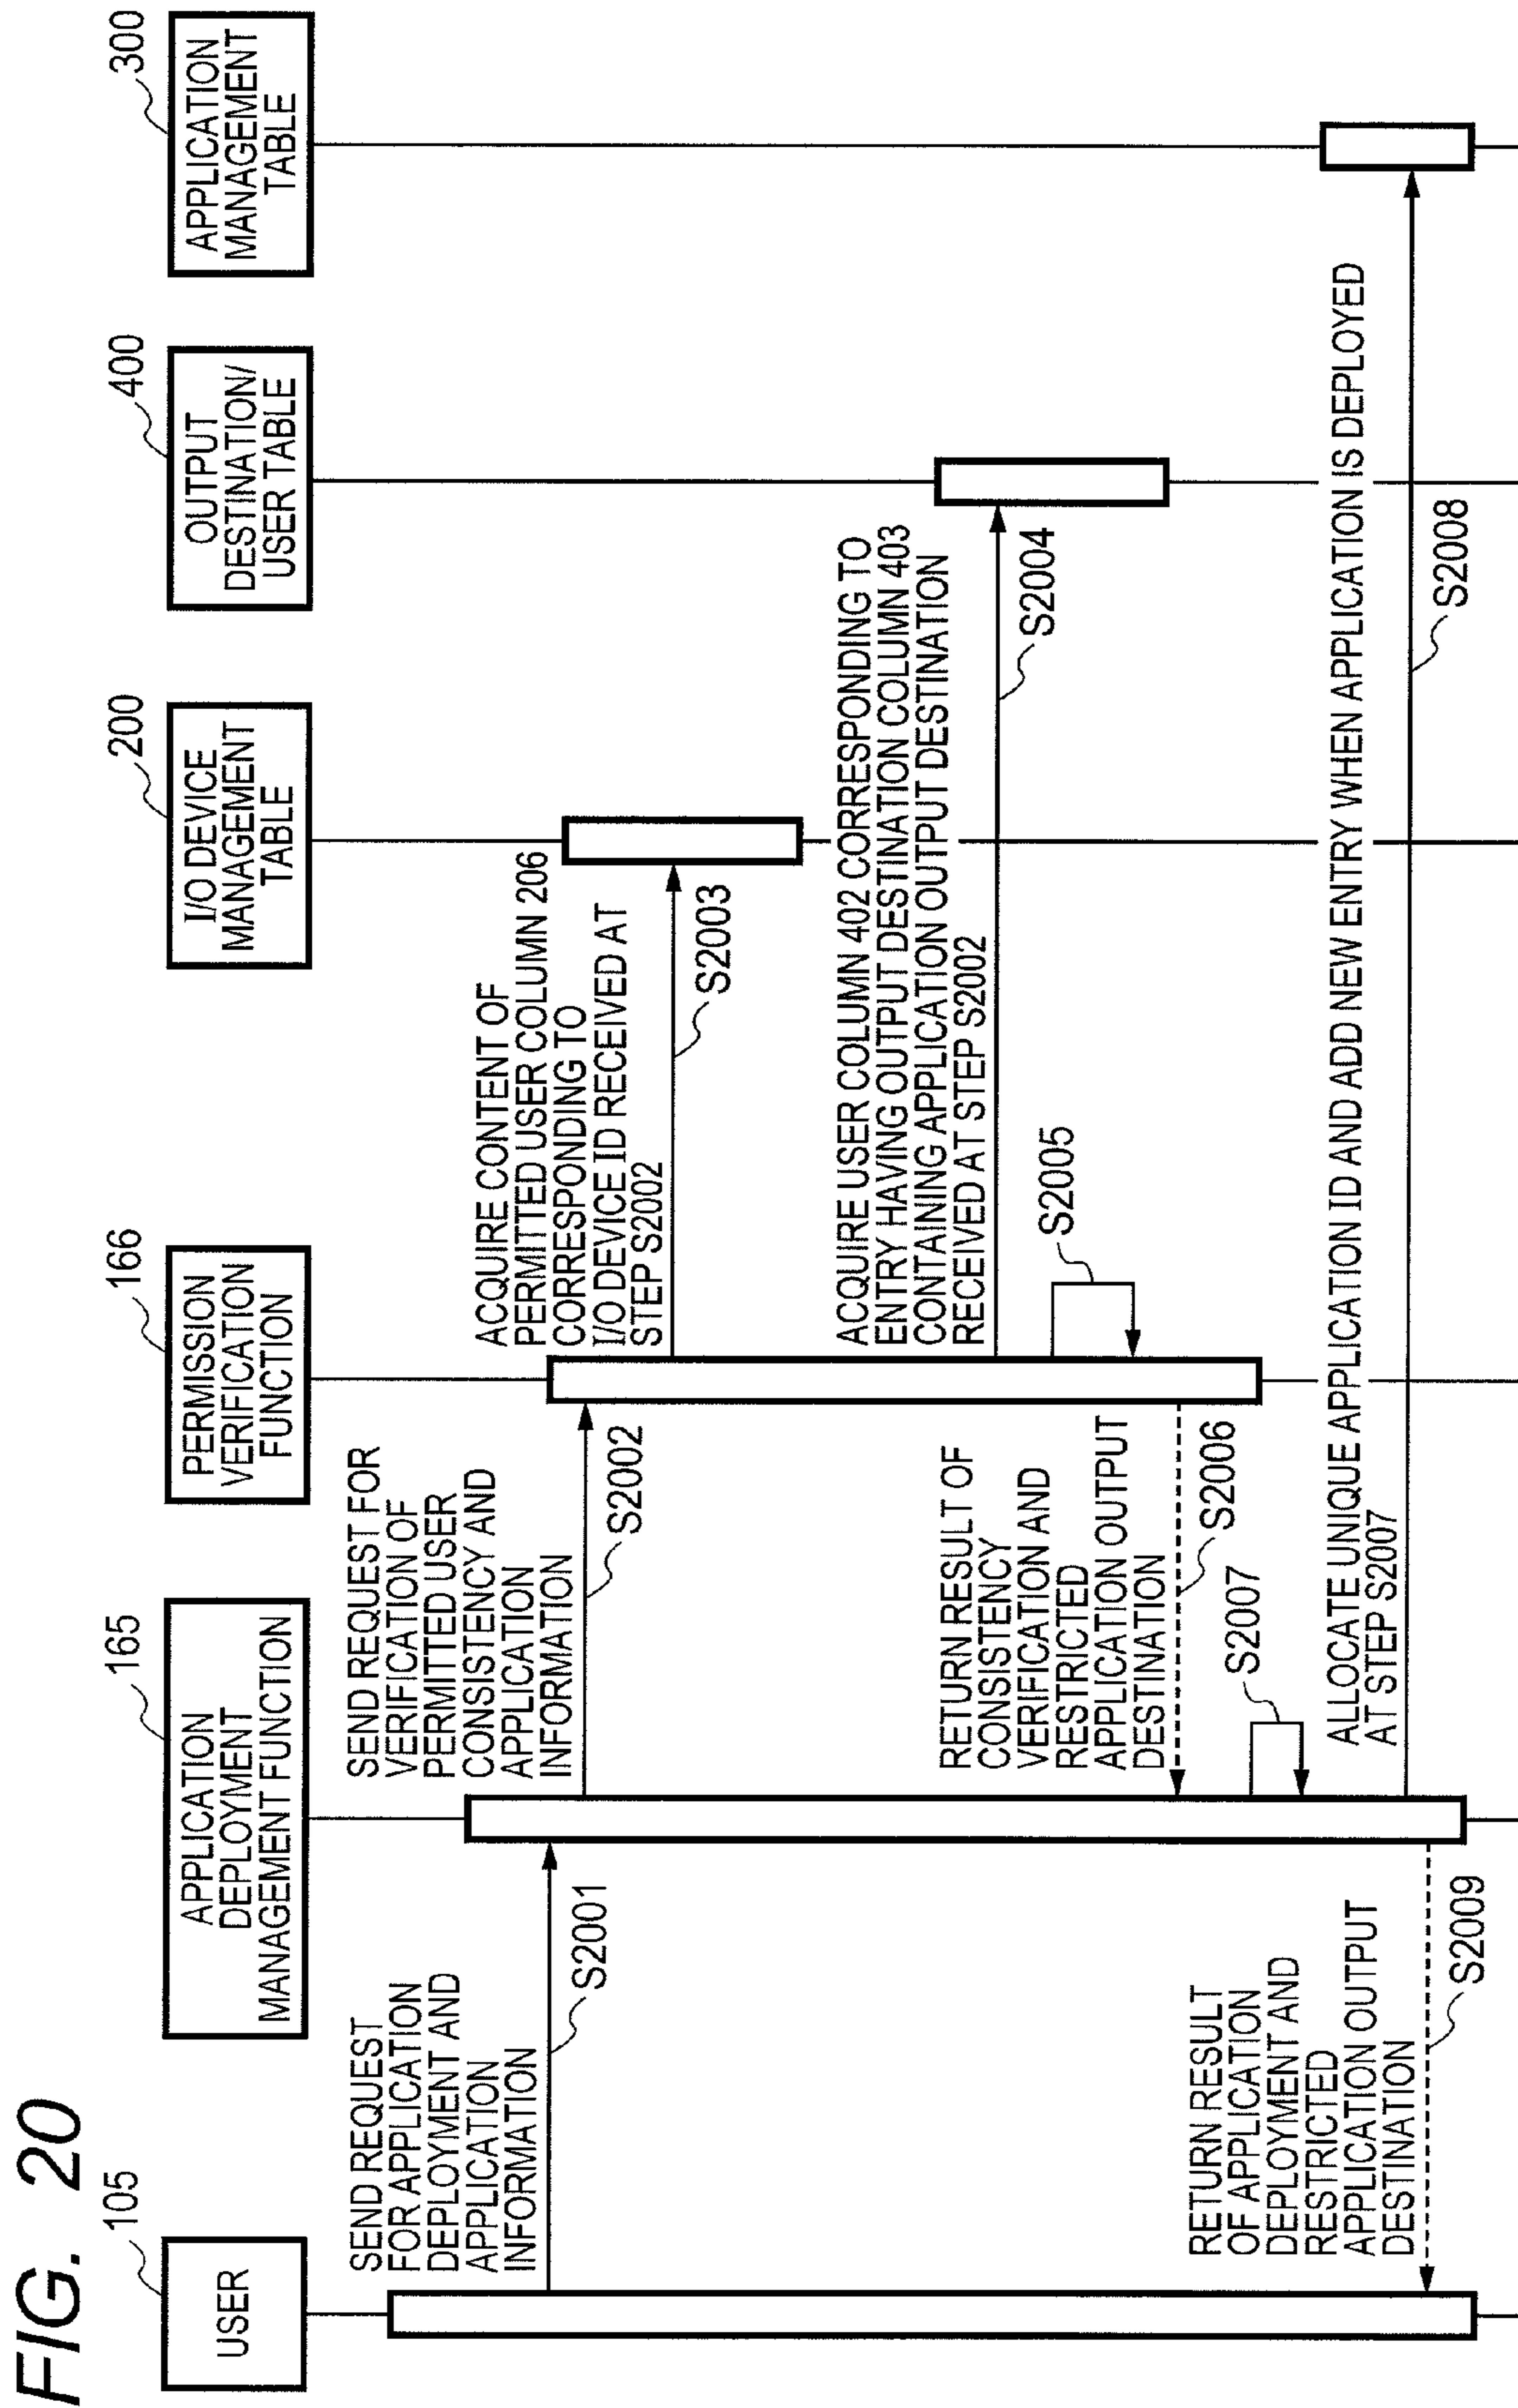 FIG. 20
105
USER
165
APPLICATION
DEPLOYMENT
MANAGEMENT FUNCTION
166
PERMISSION
VERIFICATION
FUNCTION
200
I/O DEVICE
MANAGEMENT
TABLE
400
OUTPUT
DESTINATION/
USER TABLE
300
APPLICATION
MANAGEMENT
TABLE
SEND REQUEST
FOR APPLICATION
DEPLOYMENT AND
APPLICATION
INFORMATION
S2001
SEND REQUEST FOR
VERIFICATION OF
PERMITTED USER
CONSISTENCY AND
APPLICATION
INFORMATION
S2002
ACQUIRE CONTENT OF
PERMITTED USER COLUMN 206
CORRESPONDING TO
I/O DEVICE ID RECEIVED AT
STEP S2002
S2003
ACQUIRE USER COLUMN 402 CORRESPONDING TO
ENTRY HAVING OUTPUT DESTINATION COLUMN 403
CONTAINING APPLICATION OUTPUT DESTINATION
RECEIVED AT STEP S2002
S2004
S2005
RETURN RESULT OF
CONSISTENCY
VERIFICATION AND
RESTRICTED
APPLICATION OUTPUT
DESTINATION
S2006
S2007
ALLOCATE UNIQUE APPLICATION ID AND ADD NEW ENTRY WHEN APPLICATION IS DEPLOYED
AT STEP S2007
S2008
RETURN RESULT
OF APPLICATION
DEPLOYMENT AND
RESTRICTED
APPLICATION OUTPUT
DESTINATION
S2009